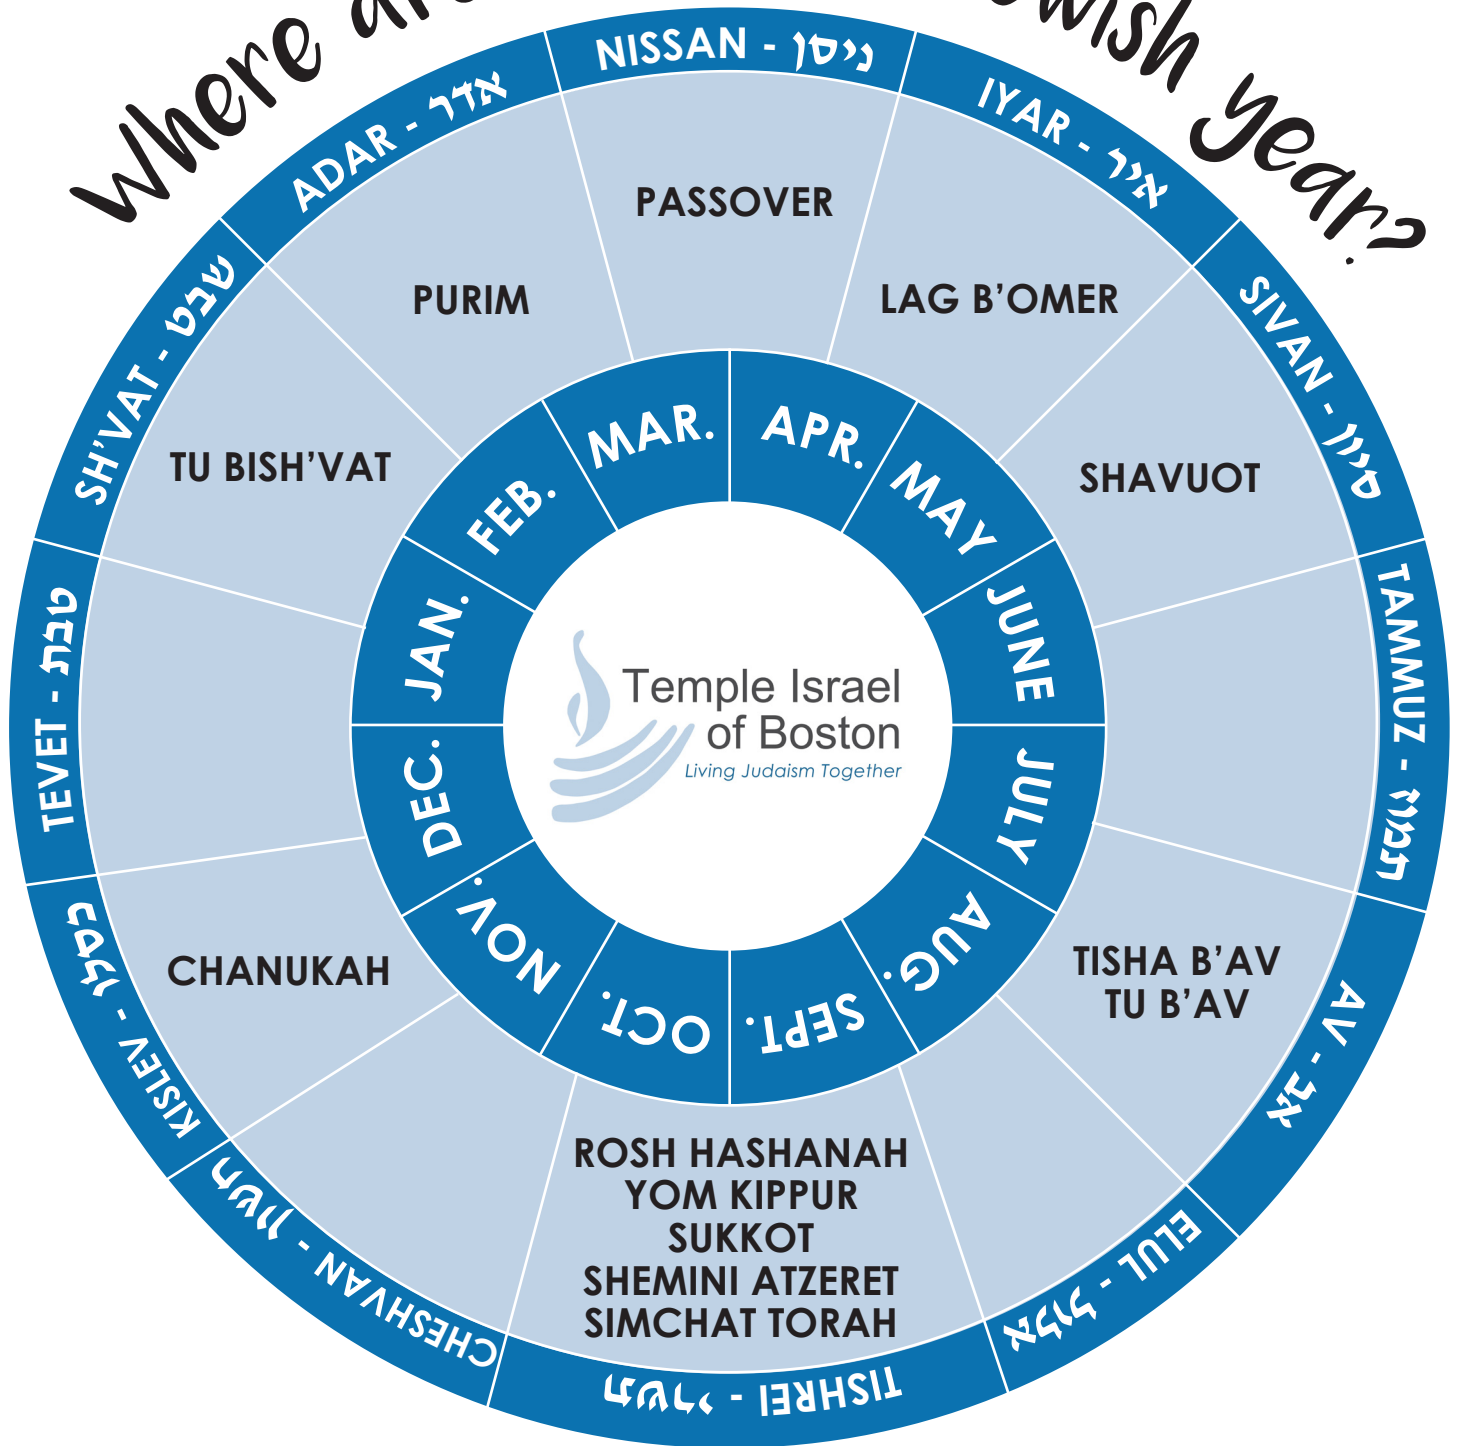 Where
year?
NISSAN - ניסן
IYAR - איר
SIVAN - סיון
TAMMUZ - תמוז
AV - אב
ELUL - אלול
TISHREI - תשרי
CHESHVAN - חשון
KISLEV - כסלו
TEVET - טבת
SH'VAT - שבט
ADAR - אדר
PASSOVER
LAG B'OMER
SHAVUOT
TISHA B'AV
TU B'AV
ROSH HASHANAH
YOM KIPPUR
SUKKOT
SHEMINI ATZERET
SIMCHAT TORAH
CHANUKAH
TU BISH'VAT
PURIM
JAN.
FEB.
MAR.
APR.
MAY
JUNE
JULY
AUG.
SEPT.
OCT.
NOV.
DEC.
Temple Israel
of Boston
Living Judaism Together